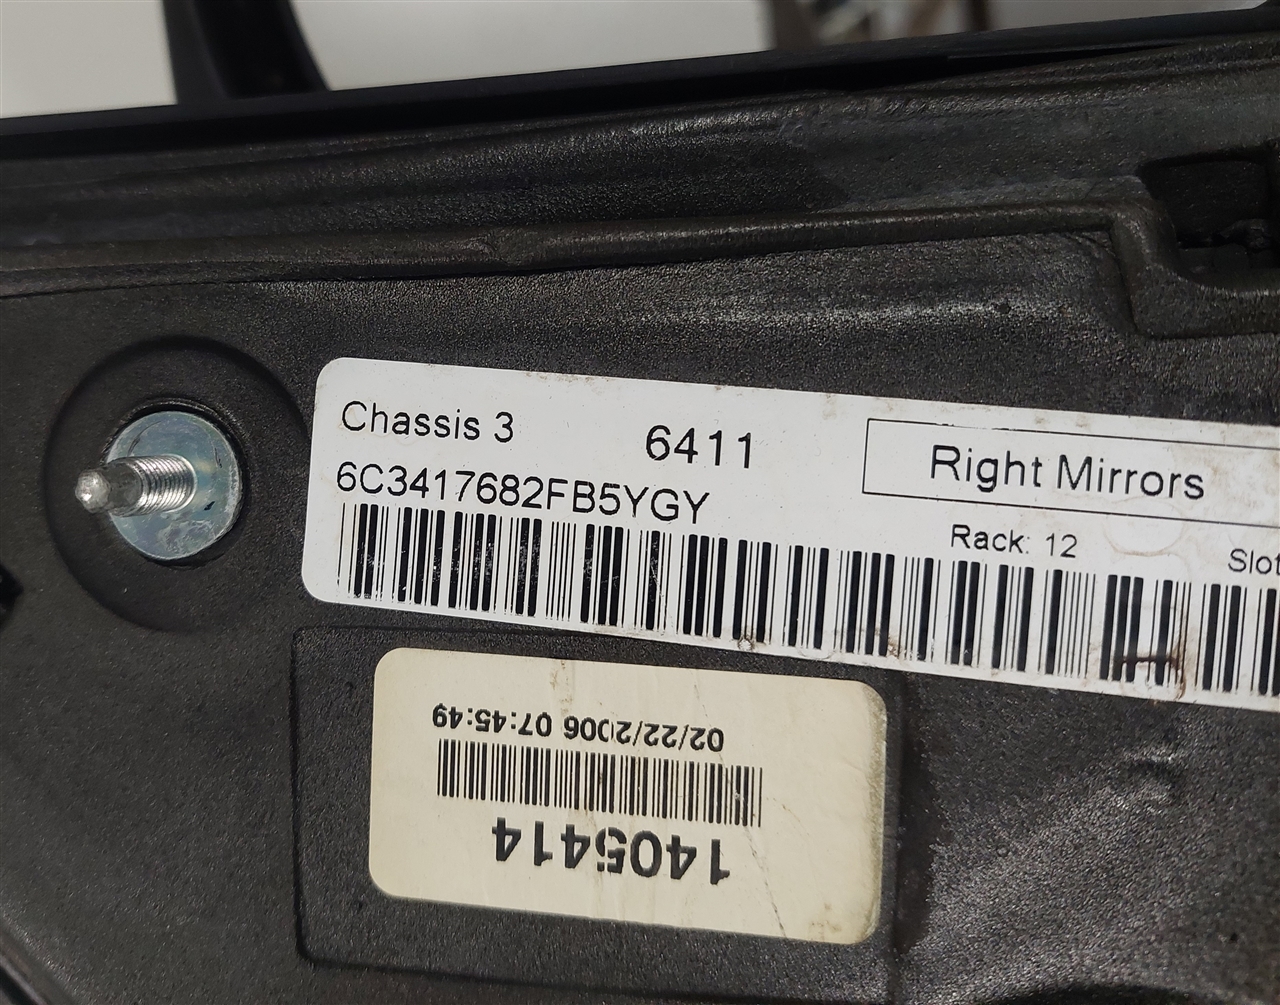 Chassis 3
6411
Right Mirrors
6C3417682FB5YGY
Rack: 12
Slot
02/22/2006 07:45:49
1405414